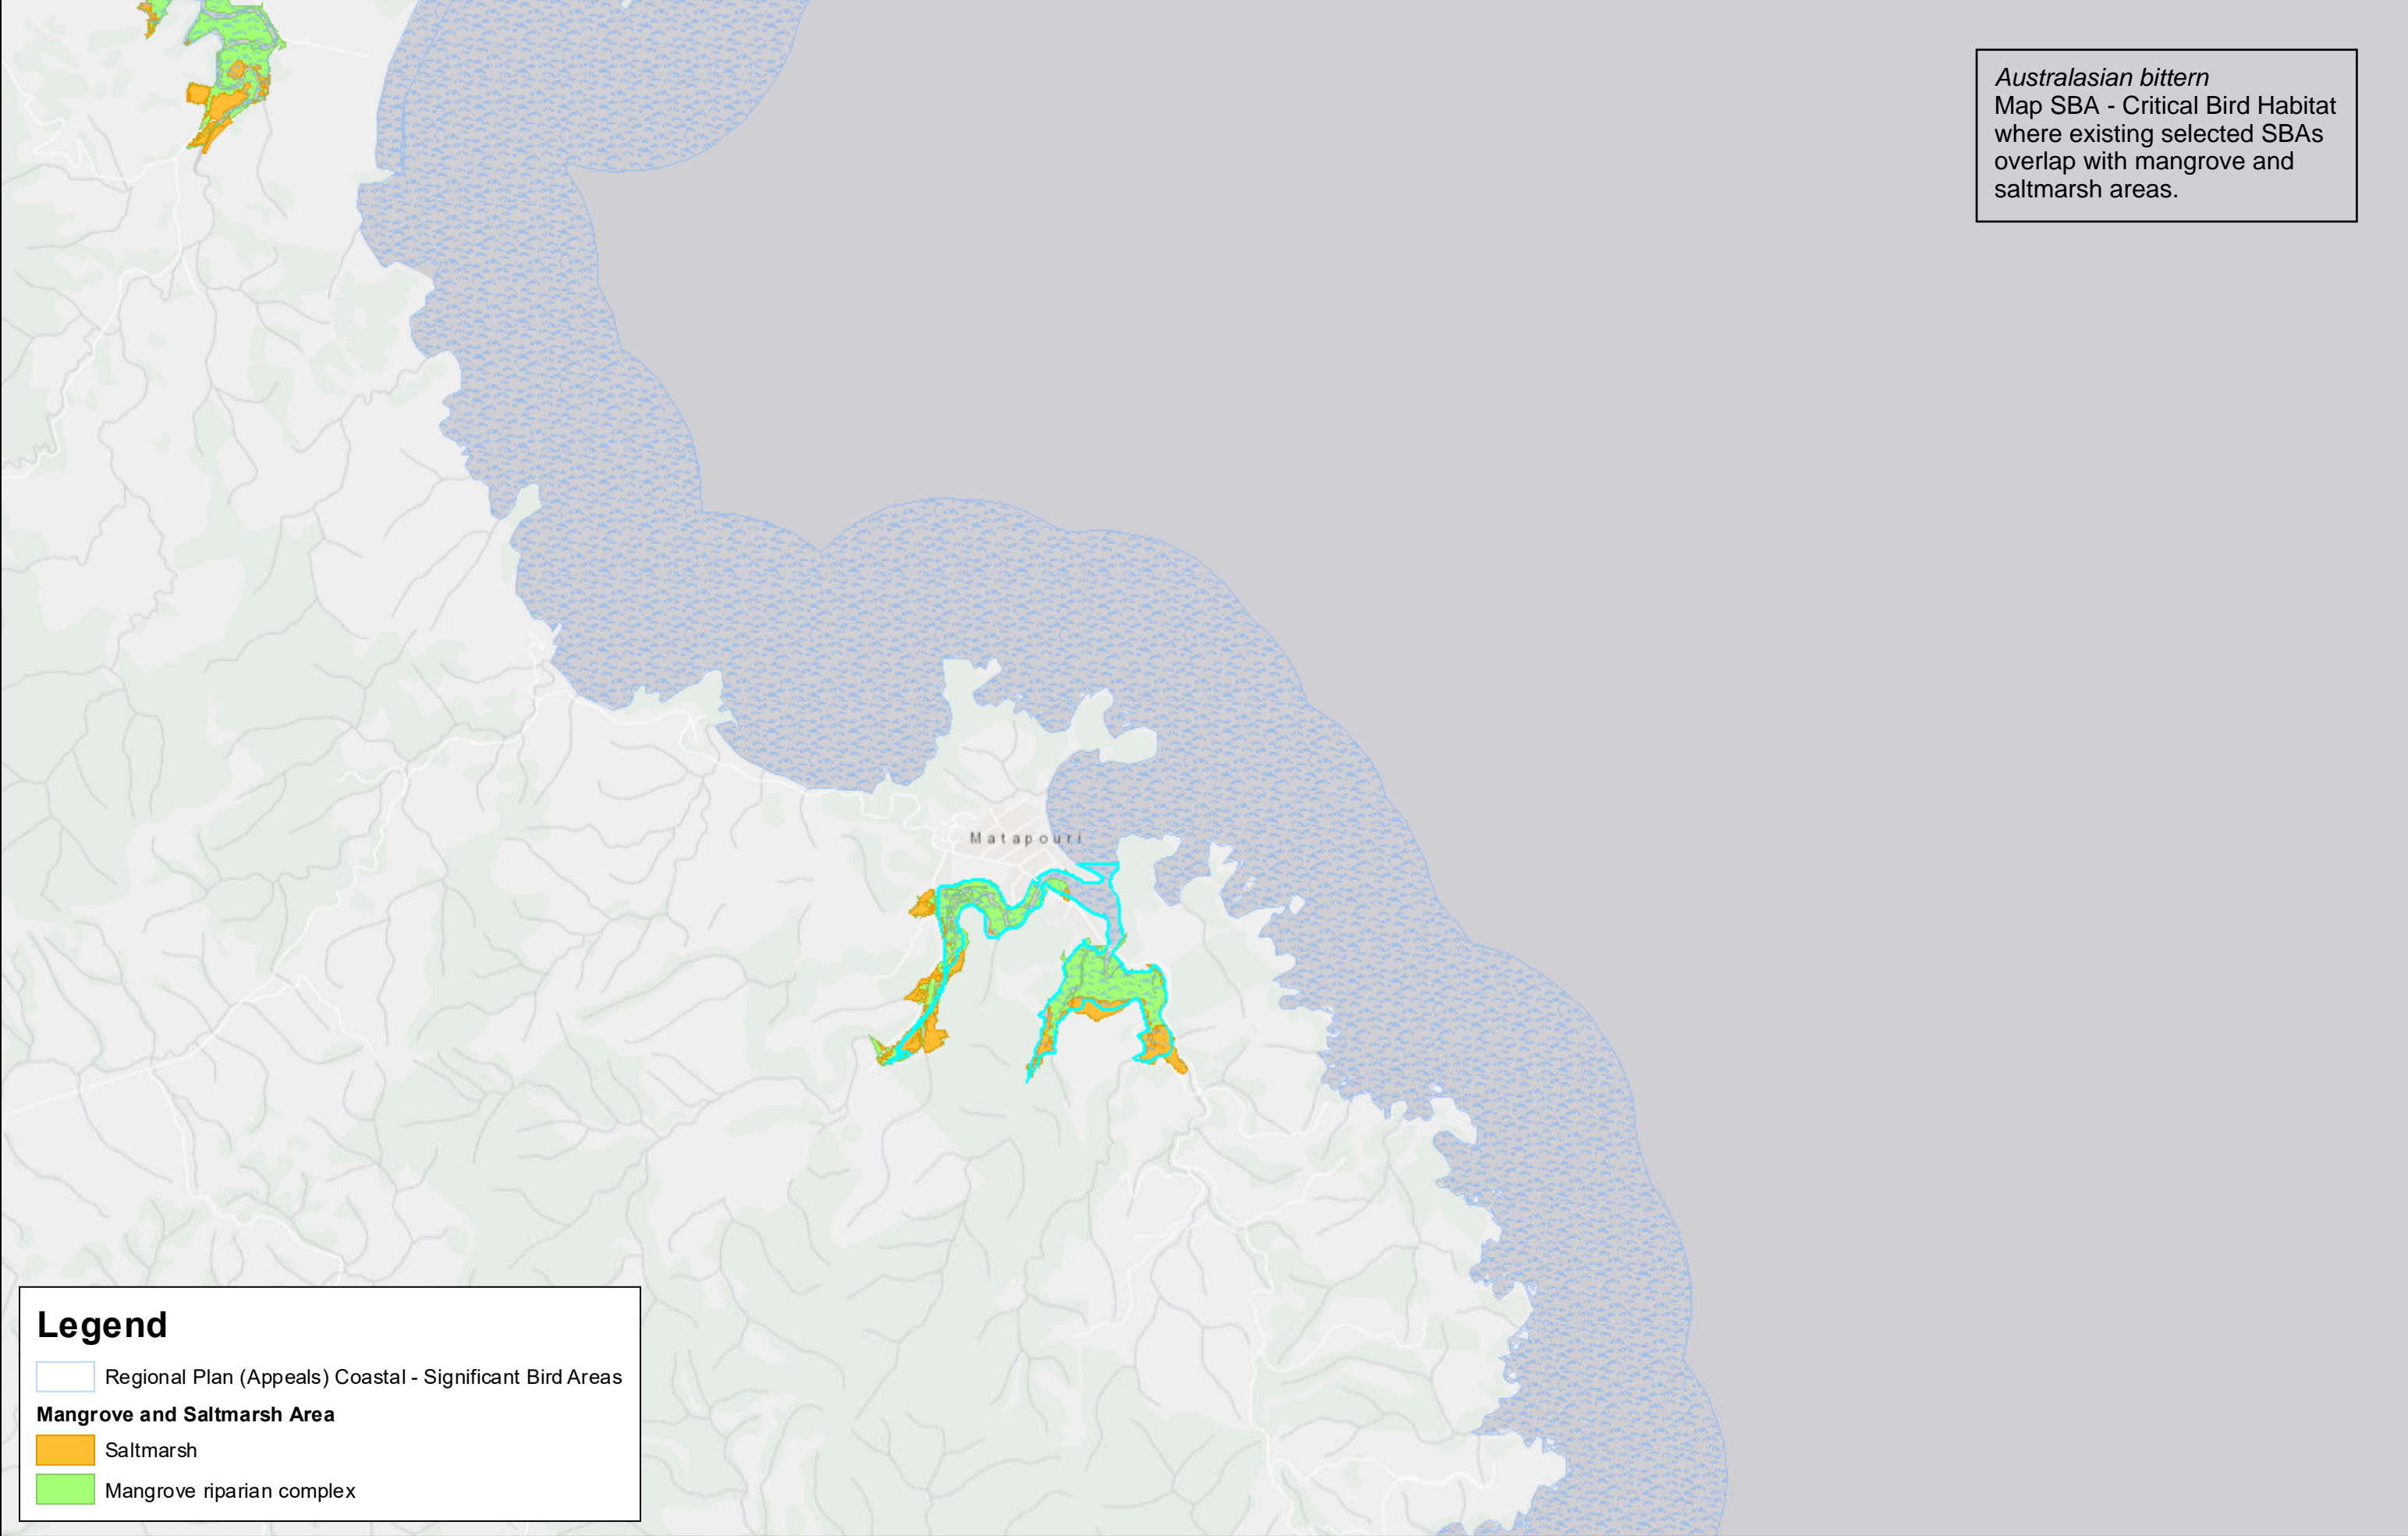 Australasian bittern
Map SBA - Critical Bird Habitat
where existing selected SBAs
overlap with mangrove and
saltmarsh areas.
Matapouri
Legend
Regional Plan (Appeals) Coastal - Significant Bird Areas
Mangrove and Saltmarsh Area
Saltmarsh
Mangrove riparian complex